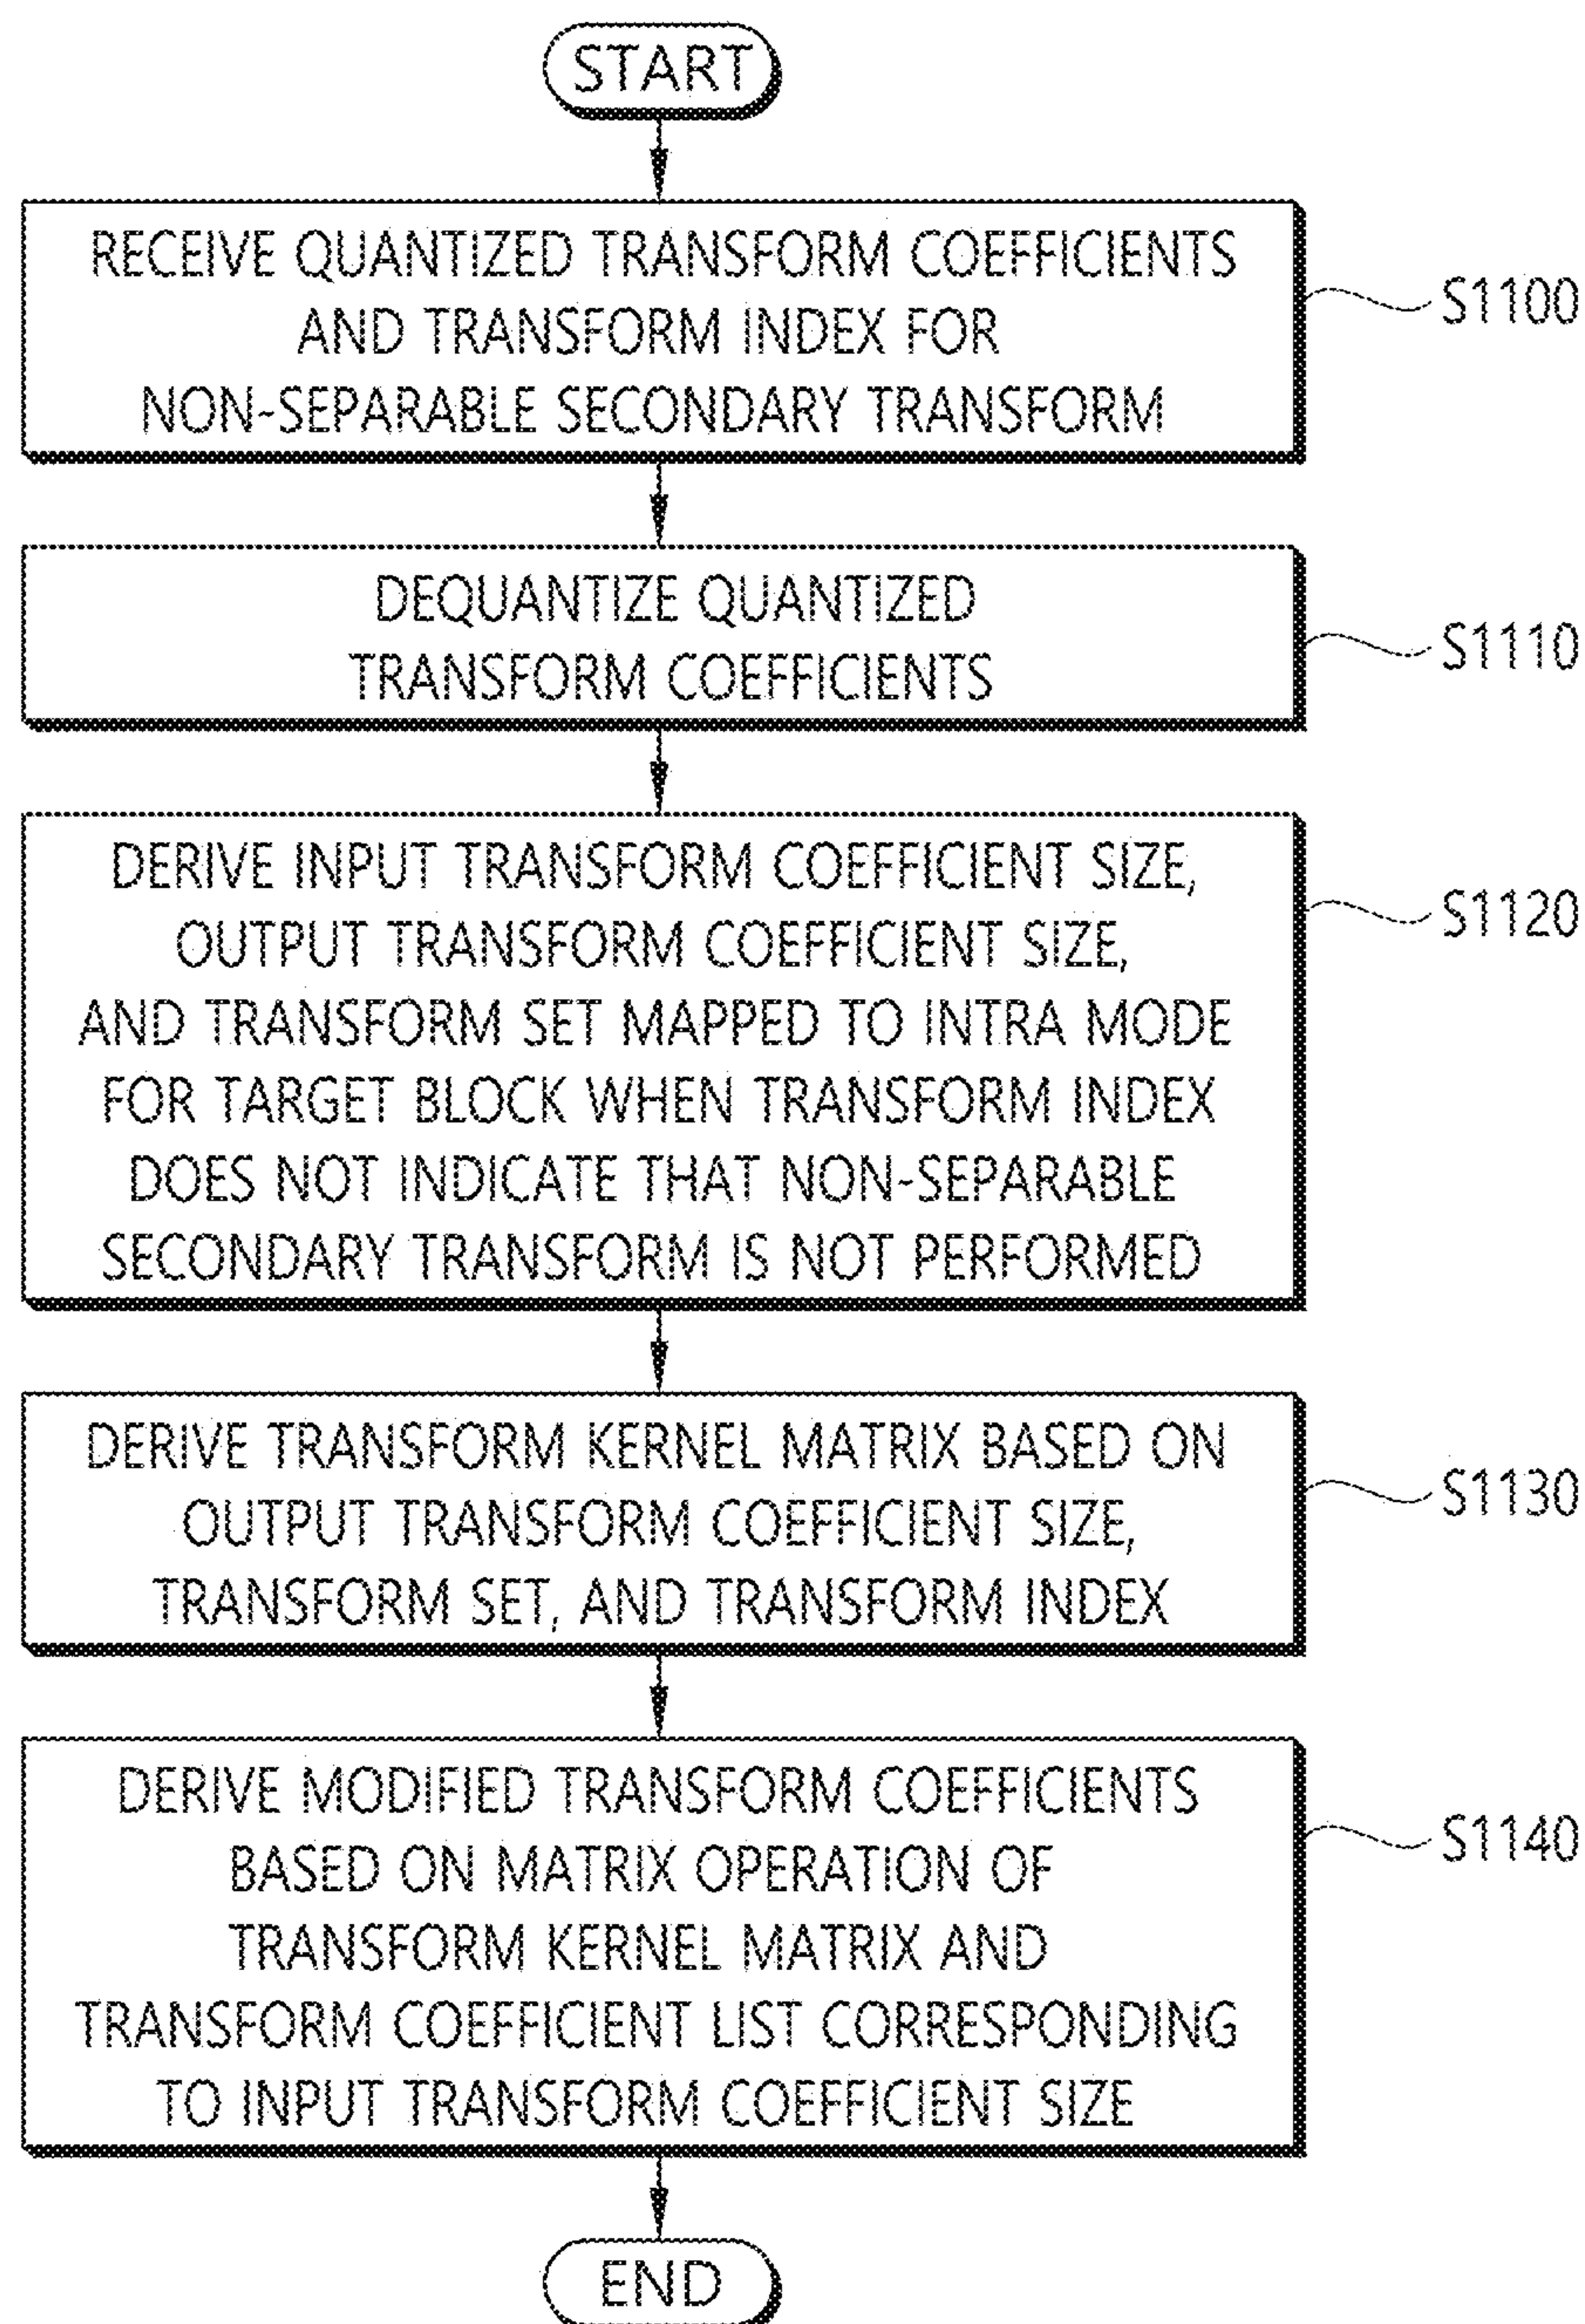 START
RECEIVE QUANTIZED TRANSFORM COEFFICIENTS
AND TRANSFORM INDEX FOR
NON-SEPARABLE SECONDARY TRANSFORM
S1100
DEQUANTIZE QUANTIZED
TRANSFORM COEFFICIENTS
S1110
DERIVE INPUT TRANSFORM COEFFICIENT SIZE,
OUTPUT TRANSFORM COEFFICIENT SIZE,
AND TRANSFORM SET MAPPED TO INTRA MODE
FOR TARGET BLOCK WHEN TRANSFORM INDEX
DOES NOT INDICATE THAT NON-SEPARABLE
SECONDARY TRANSFORM IS NOT PERFORMED
S1120
DERIVE TRANSFORM KERNEL MATRIX BASED ON
OUTPUT TRANSFORM COEFFICIENT SIZE,
TRANSFORM SET, AND TRANSFORM INDEX
S1130
DERIVE MODIFIED TRANSFORM COEFFICIENTS
BASED ON MATRIX OPERATION OF
TRANSFORM KERNEL MATRIX AND
TRANSFORM COEFFICIENT LIST CORRESPONDING
TO INPUT TRANSFORM COEFFICIENT SIZE
S1140
END